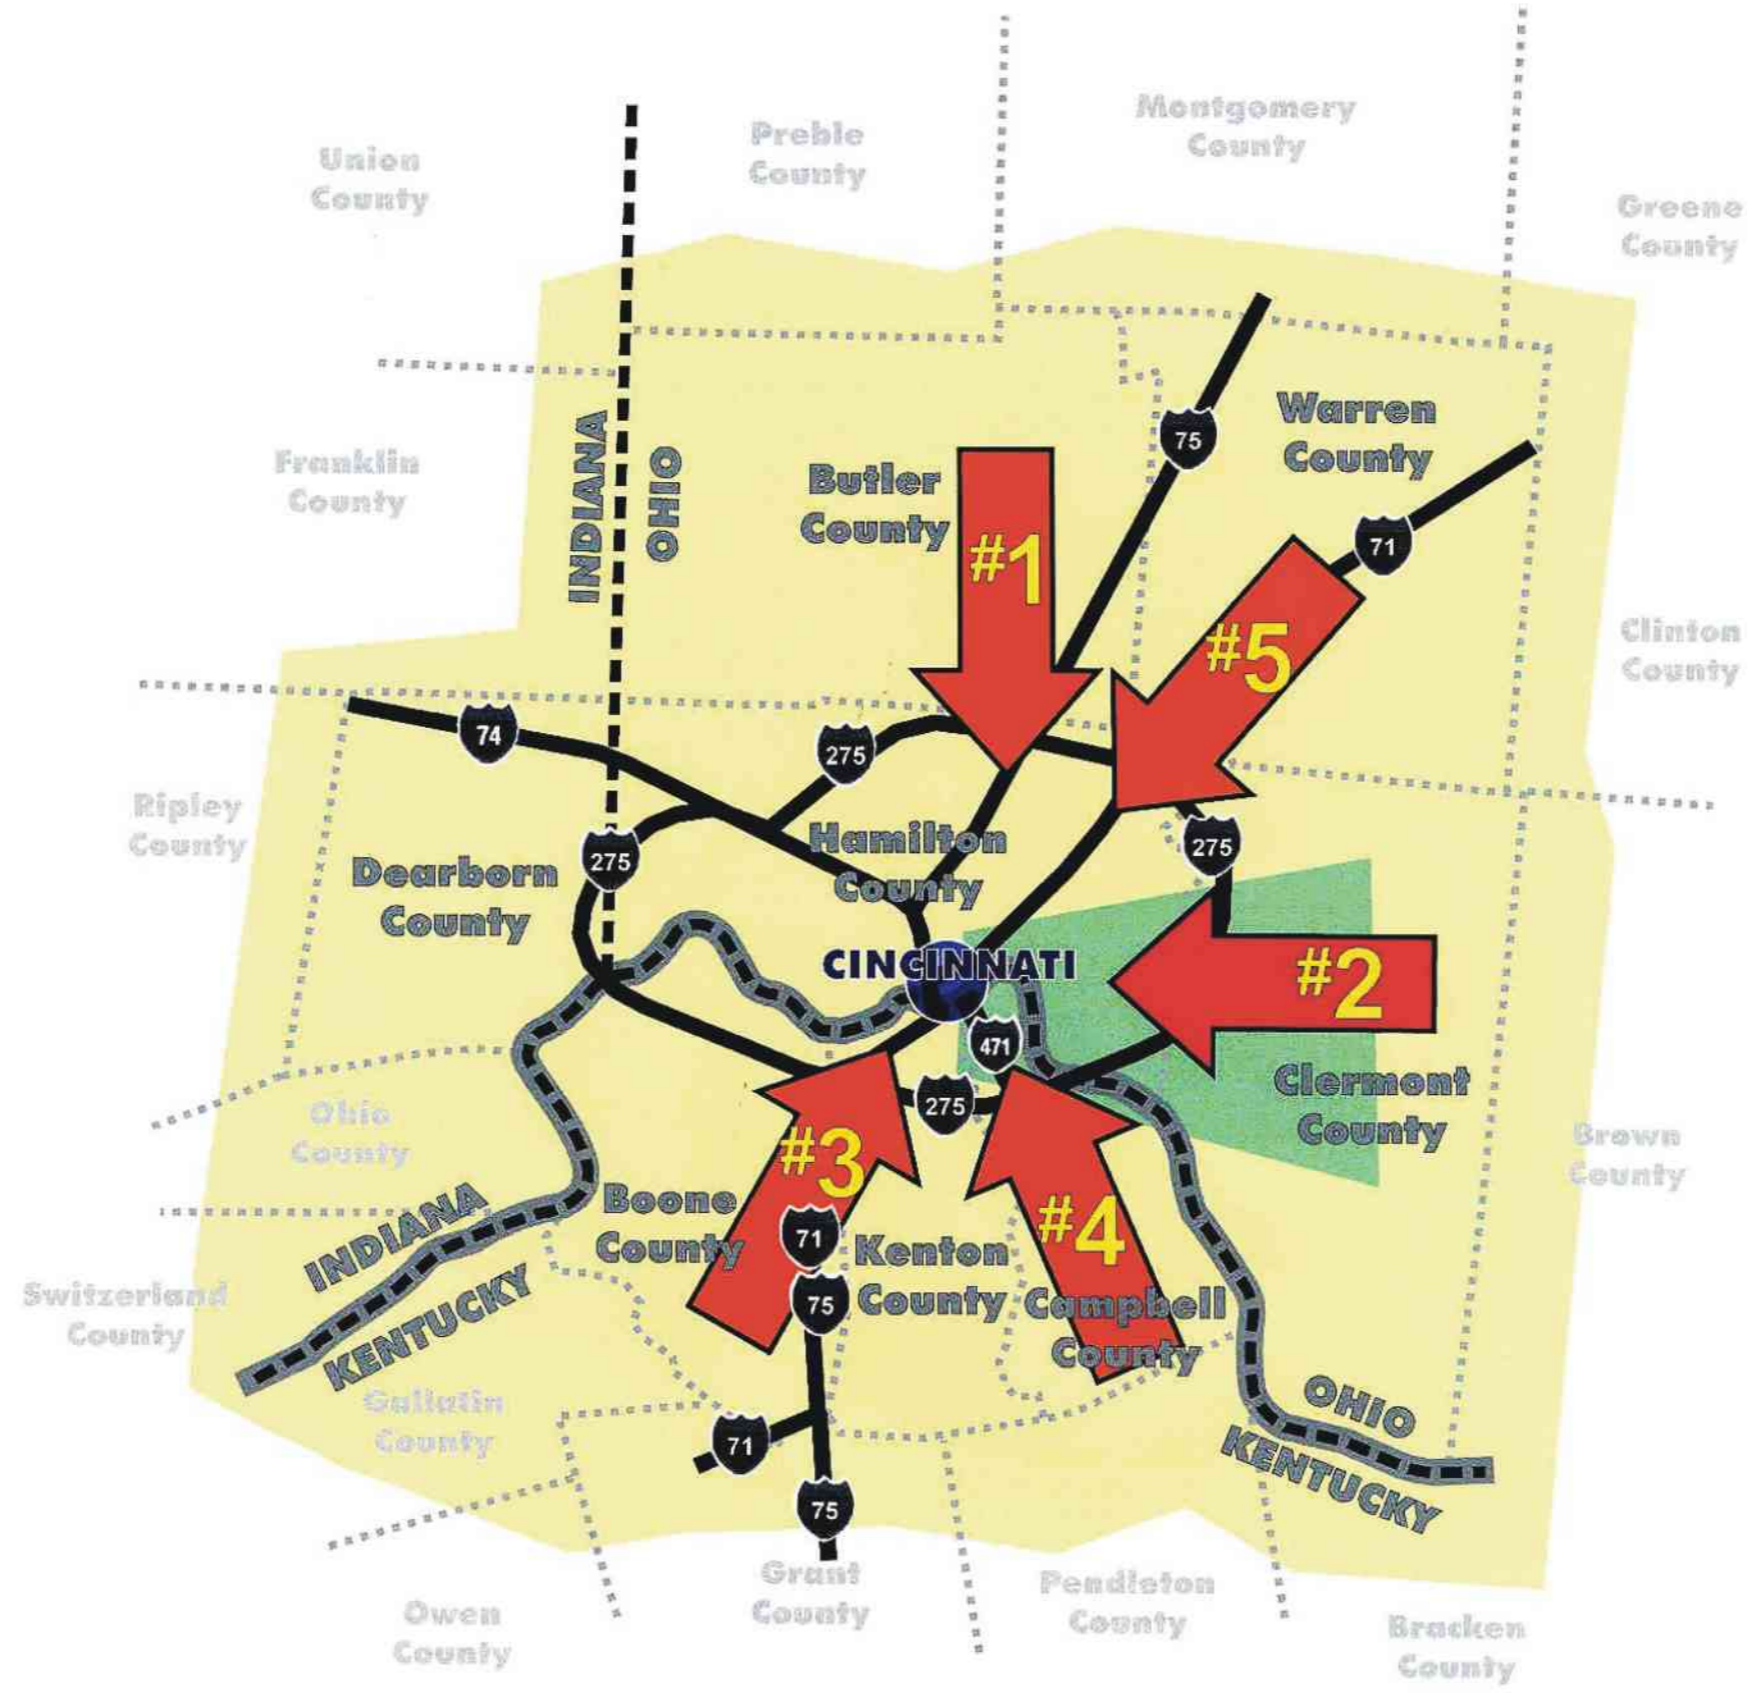 Montgomery
County
Preble
County
Union
County
Greene
County
Warren
County
INDIANA
OHIO
Butler
County
75
Franklin
County
71
#1
#5
Clinton
County
74
275
Ripley
County
Hamilton
County
275
275
Dearborn
County
CINCINNATI
#2
471
Clermont
County
275
Ohio
County
#3
Brown
County
INDIANA
KENTUCKY
Boone
County
71
Kenton
County
#4
Campbell
County
75
Switzerland
County
Gallatin
County
OHIO
KENTUCKY
71
75
Grant
County
Pendleton
County
Owen
County
Bracken
County